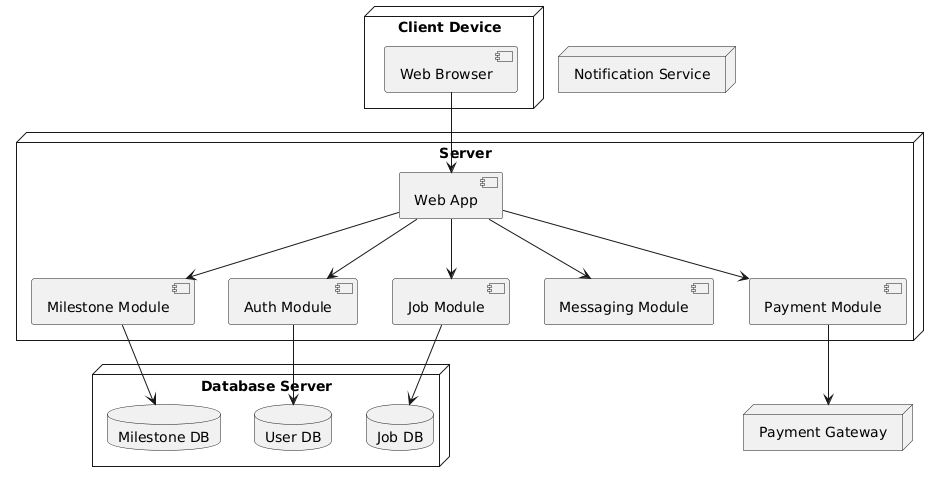 Client Device
Web Browser
Notification Service
Server
Web App
Milestone Module
Auth Module
Job Module
Messaging Module
Payment Module
Database Server
Milestone DB
User DB
Job DB
Payment Gateway